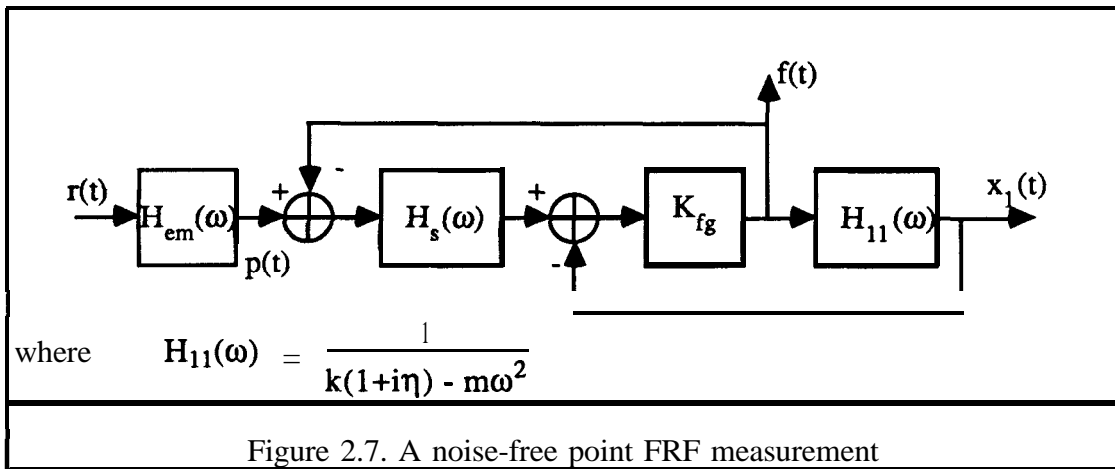 f(t)
-
r(t)
H_em(ω)
+
p(t)
H_s(ω)
+
-
K_fg
H_11(ω)
x_1(t)
where H_11(ω) = 1 / (k(1+iη) - mω²)
Figure 2.7. A noise-free point FRF measurement